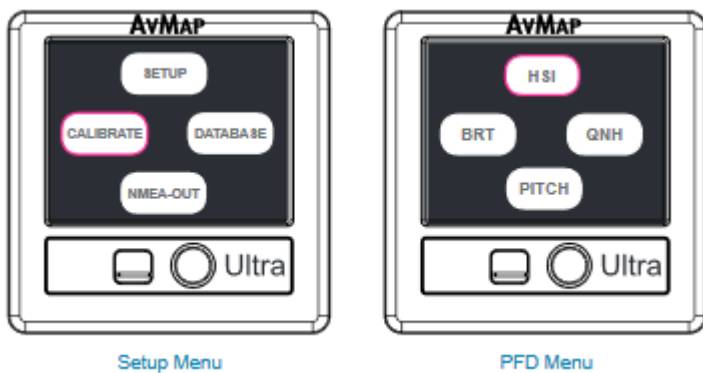 AvMap
SETUP
CALIBRATE DATABASE
NMEA-OUT
Ultra
Setup Menu
AvMap
HSI
BRT QNH
PITCH
Ultra
PFD Menu